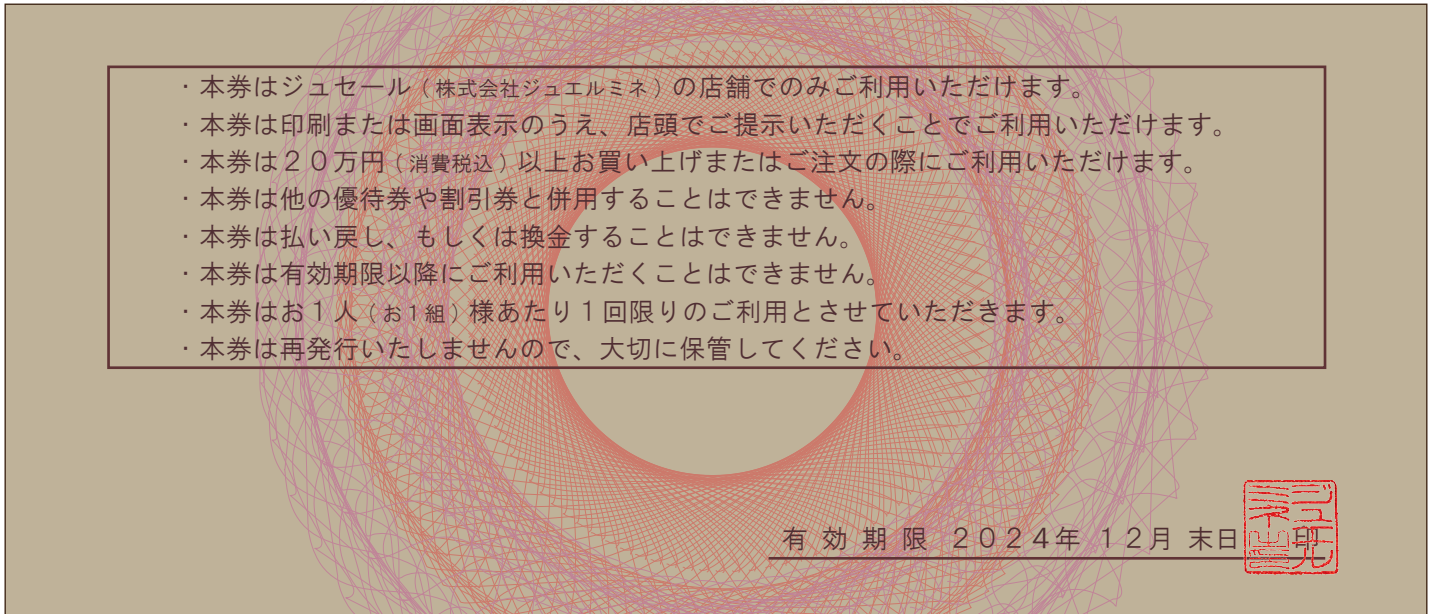 ・本券はジュセール(株式会社ジュエルミネ)の店舗でのみご利用いただけます。
・本券は印刷または画面表示のうえ、店頭でご提示いただくことでご利用いただけます。
・本券は20万円(消費税込)以上お買い上げまたはご注文の際にご利用いただけます。
・本券は他の優待券や割引券と併用することはできません。
・本券は払い戻し、もしくは換金することはできません。
・本券は有効期限以降にご利用いただくことはできません。
・本券はお1人(お1組)様あたり1回限りのご利用とさせていただきます。
・本券は再発行いたしませんので、大切に保管してください。
有効期限 2024年 12月 末日 印